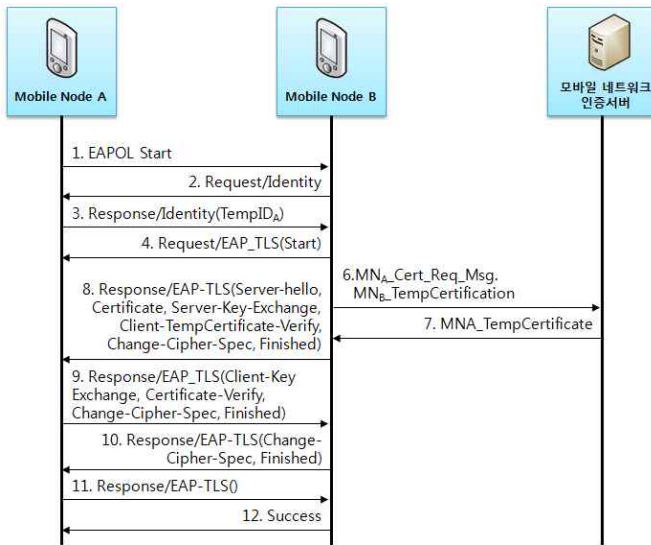 Mobile Node A
Mobile Node B
모바일 네트워크
인증서버
1. EAPOL Start
2. Request/Identity
3. Response/Identity(TempIDA)
4. Request/EAP_TLS(Start)
6.MNA_Cert_Req_Msg.
MNB_TempCertification
7. MNA_TempCertificate
8. Response/EAP-TLS(Server-hello,
Certificate, Server-Key-Exchange,
Client-TempCertificate-Verify,
Change-Cipher-Spec, Finished)
9. Response/EAP_TLS(Client-Key
Exchange, Certificate-Verify,
Change-Cipher-Spec, Finished)
10. Response/EAP-TLS(Change-
Cipher-Spec, Finished)
11. Response/EAP-TLS()
12. Success